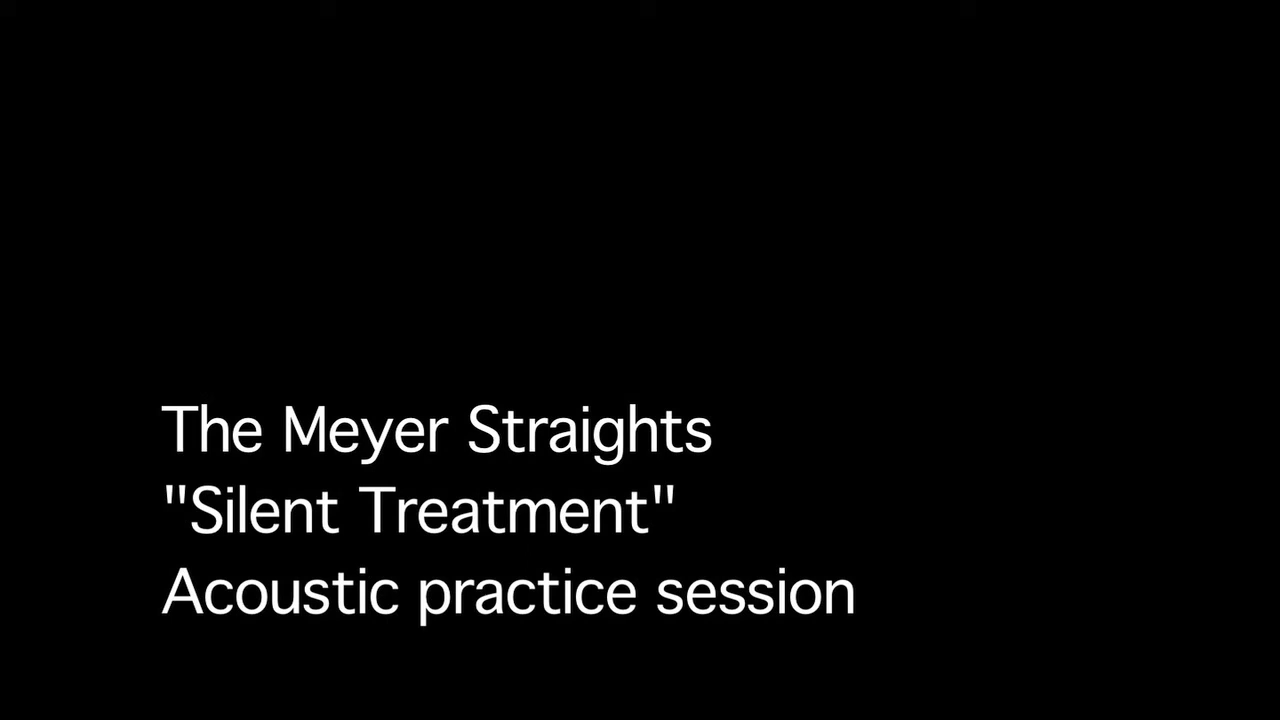 The Meyer Straights
"Silent Treatment"
Acoustic practice session